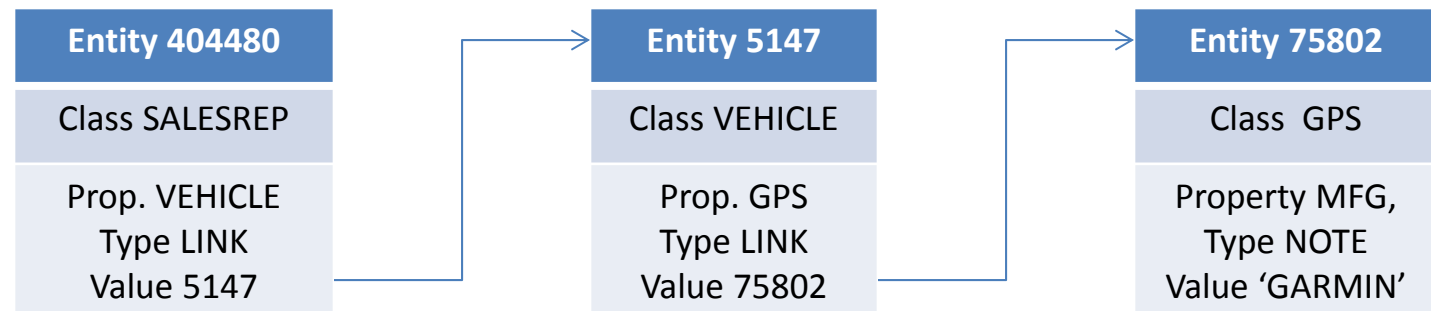 Entity 404480
Class SALESREP
Prop. VEHICLE
Type LINK
Value 5147
Entity 5147
Class VEHICLE
Prop. GPS
Type LINK
Value 75802
Entity 75802
Class GPS
Property MFG,
Type NOTE
Value ‘GARMIN’